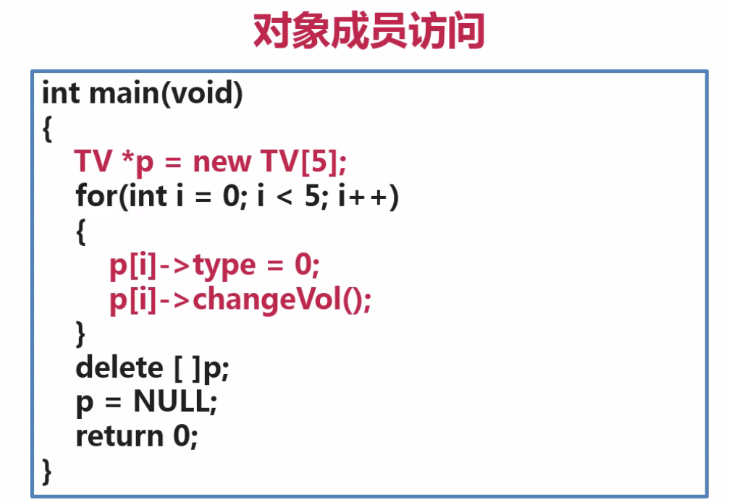 对象成员访问
int main(void)
{
TV *p = new TV[5];
for(int i = 0; i < 5; i++)
{
p[i]->type = 0;
p[i]->changeVol();
}
delete [ ]p;
p = NULL;
return 0;
}